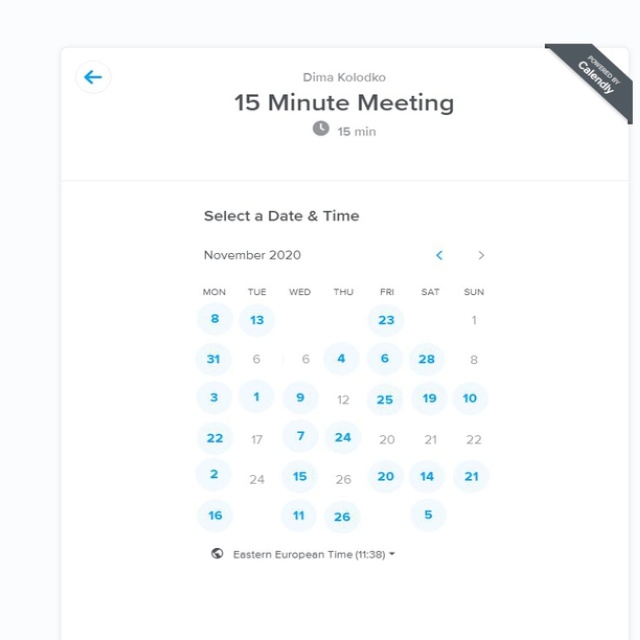 Dima Kolodko
POWERED BY
Calendly
15 Minute Meeting
15 min
Select a Date & Time
November 2020
MON TUE WED THU FRI SAT SUN
8 13 23 1
31 6 6 4 6 28 8
3 1 9 12 25 19 10
22 17 7 24 20 21 22
2 24 15 26 20 14 21
16 11 26 5
Eastern European Time (11:38)